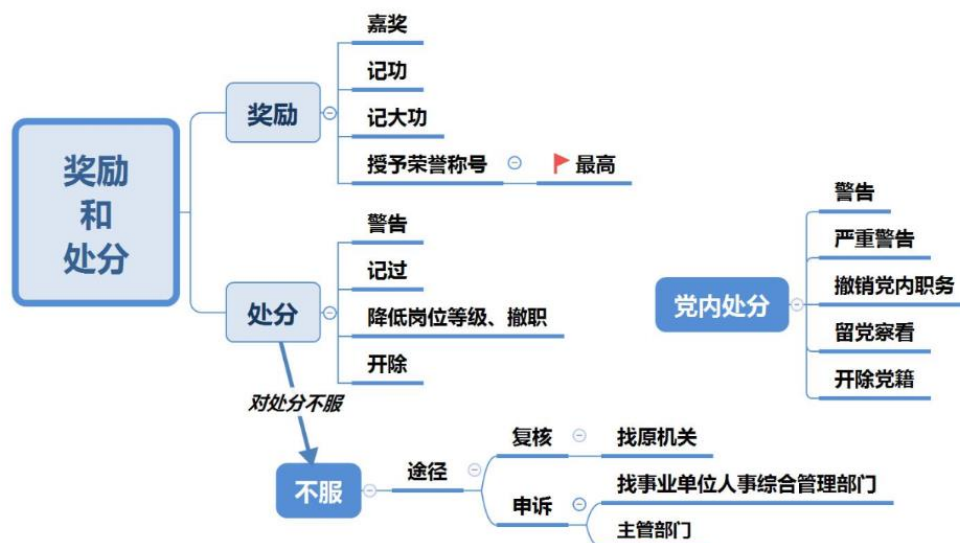 奖励
和
处分
奖励
嘉奖
记功
记大功
授予荣誉称号
最高
处分
警告
记过
降低岗位等级、撤职
开除
对处分不服
不服
途径
复核
找原机关
申诉
找事业单位人事综合管理部门
主管部门
党内处分
警告
严重警告
撤销党内职务
留党察看
开除党籍